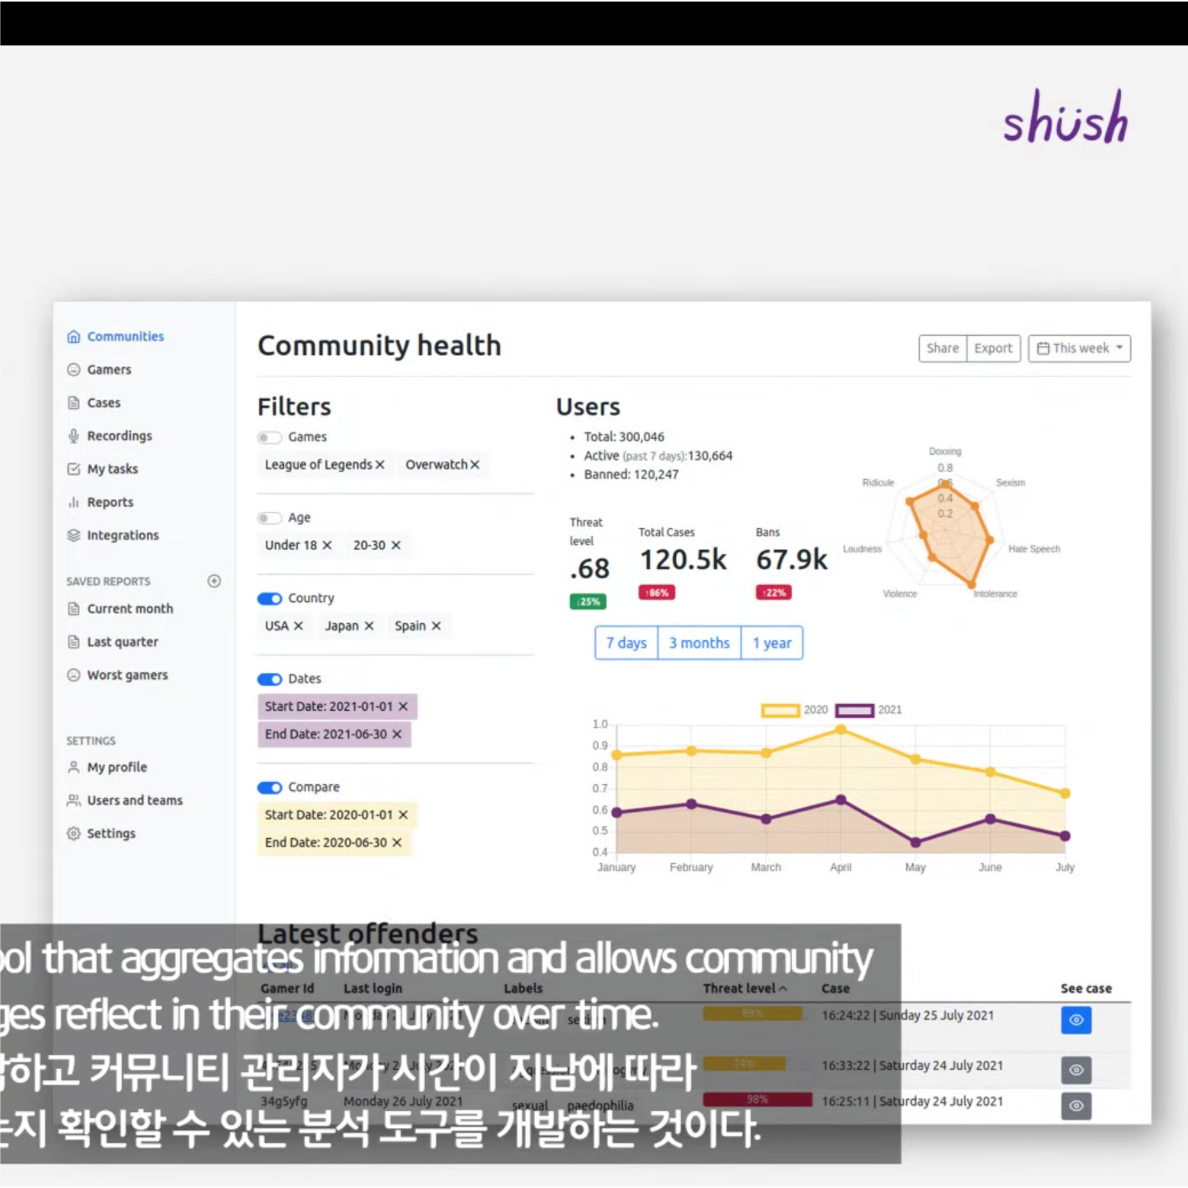 shüsh
Communities
Gamers
Cases
Recordings
My tasks
Reports
Integrations
SAVED REPORTS
Current month
Last quarter
Worst gamers
SETTINGS
My profile
Users and teams
Settings
Community health
Share Export This week
Filters
Games
League of Legends × Overwatch ×
Age
Under 18 × 20-30 ×
Country
USA × Japan × Spain ×
Dates
Start Date: 2021-01-01 ×
End Date: 2021-06-30 ×
Compare
Start Date: 2020-01-01 ×
End Date: 2020-06-30 ×
Users
• Total: 300,046
• Active (past 7 days):130,664
• Banned: 120,247
Threat level
.68
↓25%
Total Cases
120.5k
↑86%
Bans
67.9k
↑22%
Doxxing
Sexism
Hate Speech
Intolerance
Violence
Loudness
Ridicule
0.8
0.6
0.4
0.2
7 days 3 months 1 year
2020 2021
1.0
0.9
0.8
0.7
0.6
0.5
0.4
January February March April May June July
Latest offenders
Gamer Id Last login Labels Threat level Case See case
16:24:22 | Sunday 25 July 2021
74% 16:33:22 | Saturday 24 July 2021
34g5yfg Monday 26 July 2021 sexual paedophilia 98% 16:25:11 | Saturday 24 July 2021
that aggregates information and allows community
reflect in their community over time.
커뮤니티 관리자가 시간이 지남에 따라
확인할 수 있는 분석 도구를 개발하는 것이다.